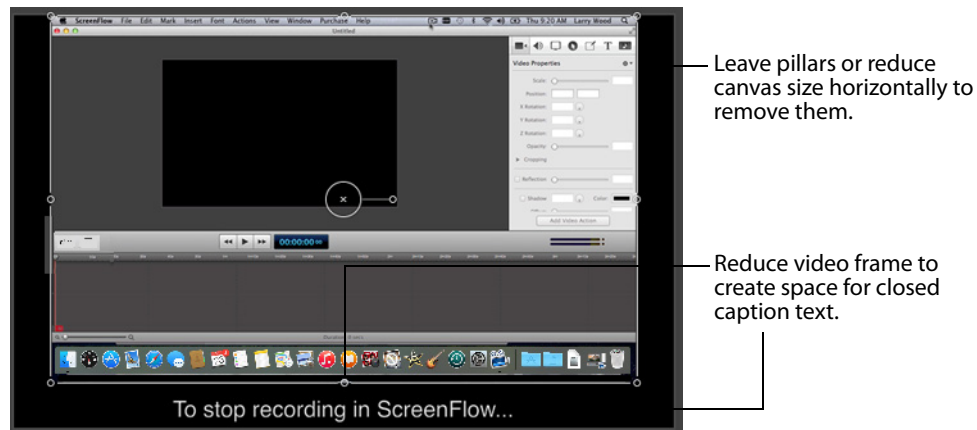 ScreenFlow File Edit Mark Insert Font Actions View Window Purchase Help Thu 9:20 AM Larry Wood
Untitled
Video Properties
Scale:
Position:
X Rotation:
Y Rotation:
Z Rotation:
Opacity:
Cropping
Reflection:
Shadow Color:
Add Video Action
00:00:00
To stop recording in ScreenFlow...
Leave pillars or reduce
canvas size horizontally to
remove them.
Reduce video frame to
create space for closed
caption text.